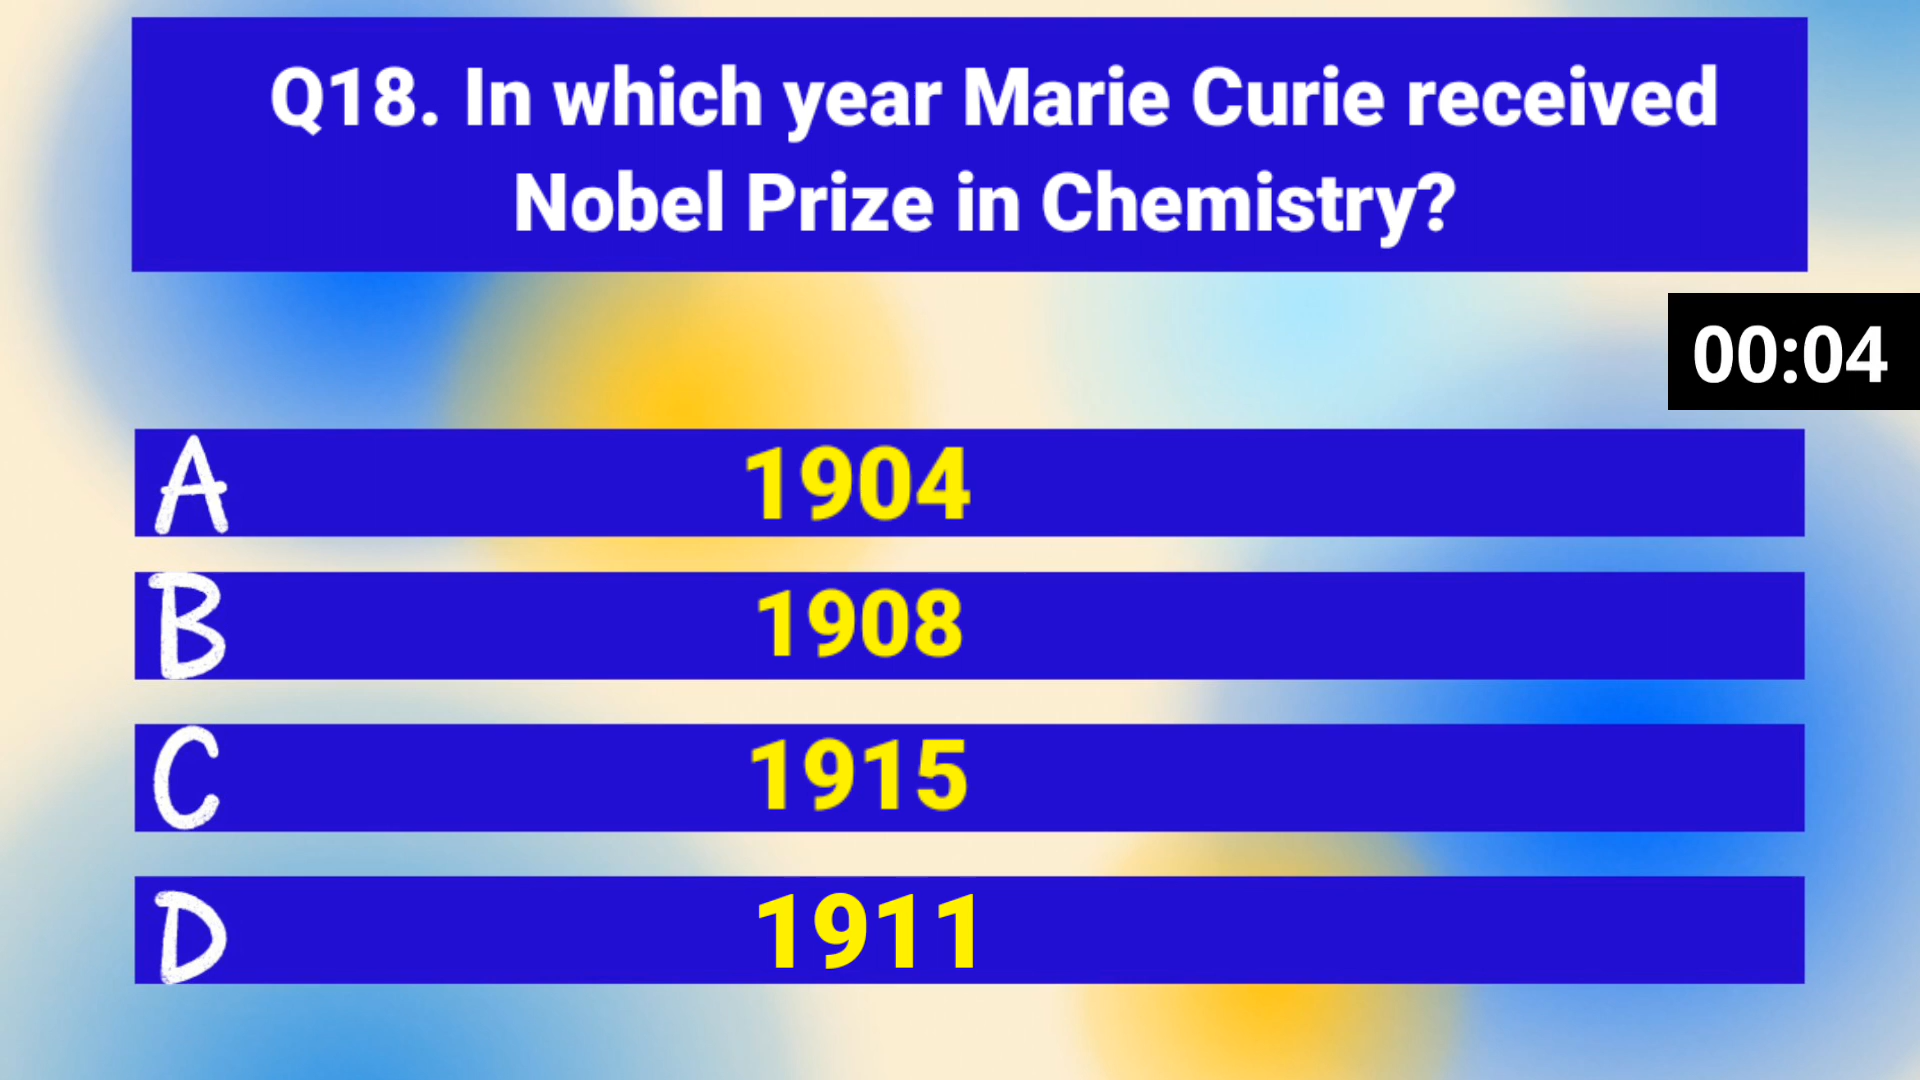 Q18. In which year Marie Curie received
Nobel Prize in Chemistry?
00:04
A 1904
B 1908
C 1915
D 1911